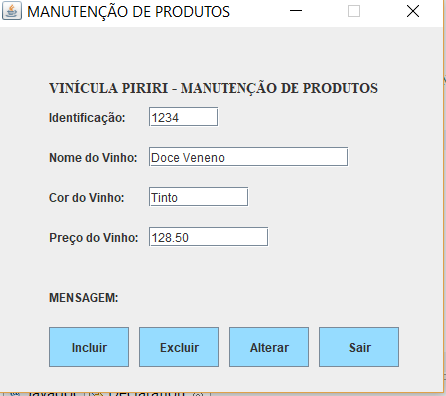 MANUTENÇÃO DE PRODUTOS
VINÍCULA PIRIRI - MANUTENÇÃO DE PRODUTOS
Identificação: 1234
Nome do Vinho: Doce Veneno
Cor do Vinho: Tinto
Preço do Vinho: 128.50
MENSAGEM:
Incluir Excluir Alterar Sair